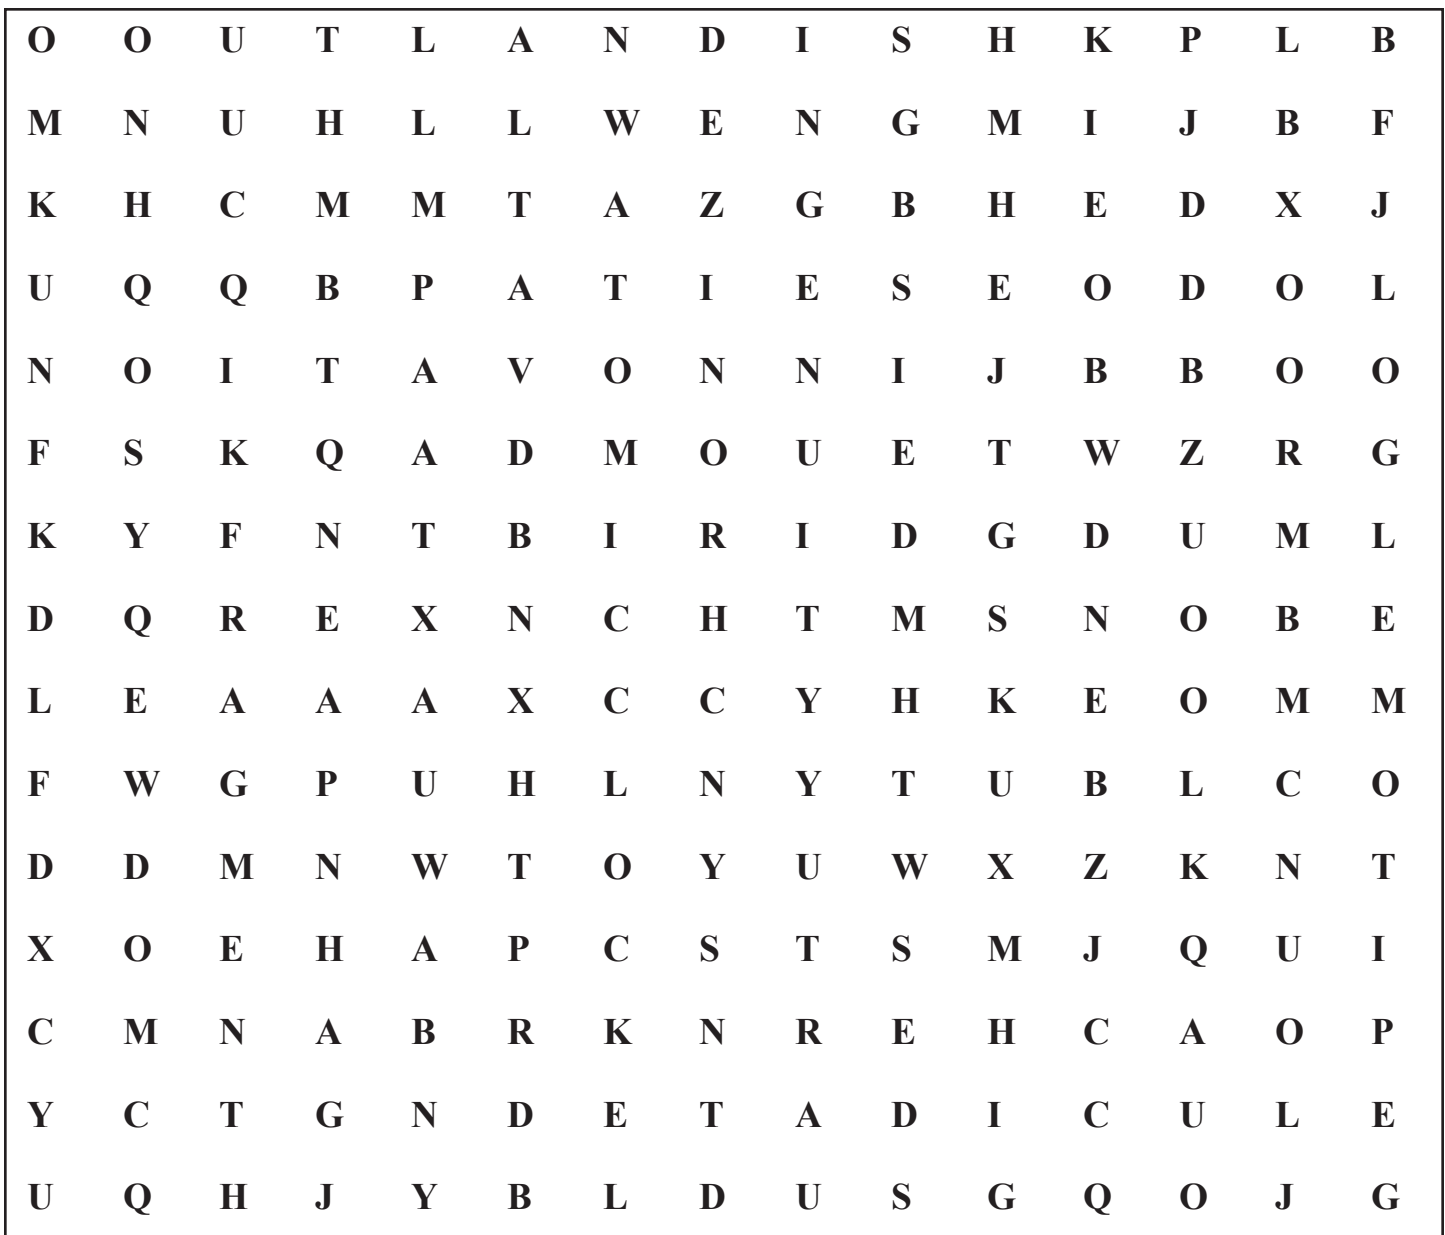 O O U T L A N D I S H K P L B
M N U H L L W E N G M I J B F
K H C M M T A Z G B H E D X J
U Q Q B P A T I E S E O D O L
N O I T A V O N N I J B B O O
F S K Q A D M O U E T W Z R G
K Y F N T B I R I D G D U M L
D Q R E X N C H T M S N O B E
L E A A A X C C Y H K E O M M
F W G P U H L N Y T U B L C O
D D M N W T O Y U W X Z K N T
X O E H A P C S T S M J Q U I
C M N A B R K N R E H C A O P
Y C T G N D E T A D I C U L E
U Q H J Y B L D U S G Q O J G